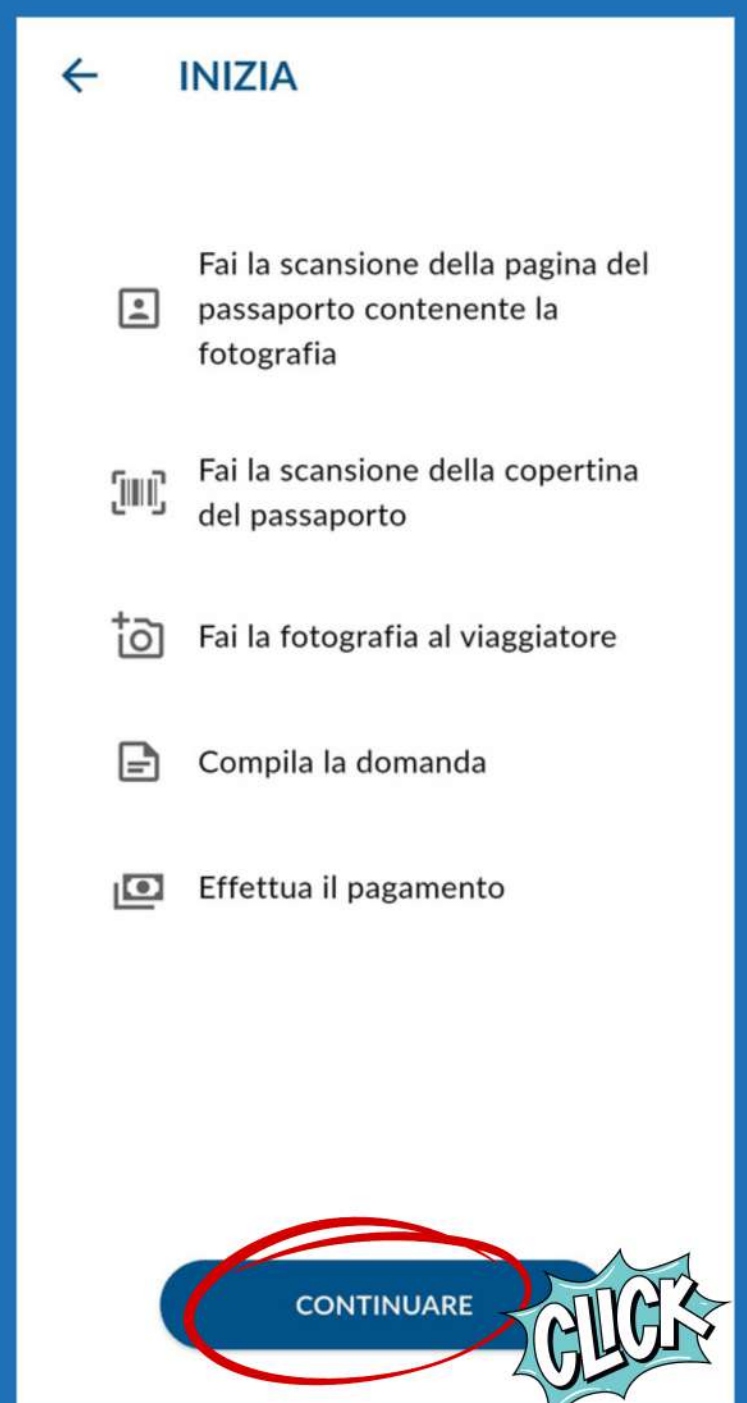 INIZIA
Fai la scansione della pagina del
passaporto contenente la
fotografia
Fai la scansione della copertina
del passaporto
Fai la fotografia al viaggiatore
Compila la domanda
Effettua il pagamento
CONTINUARE
CLICK